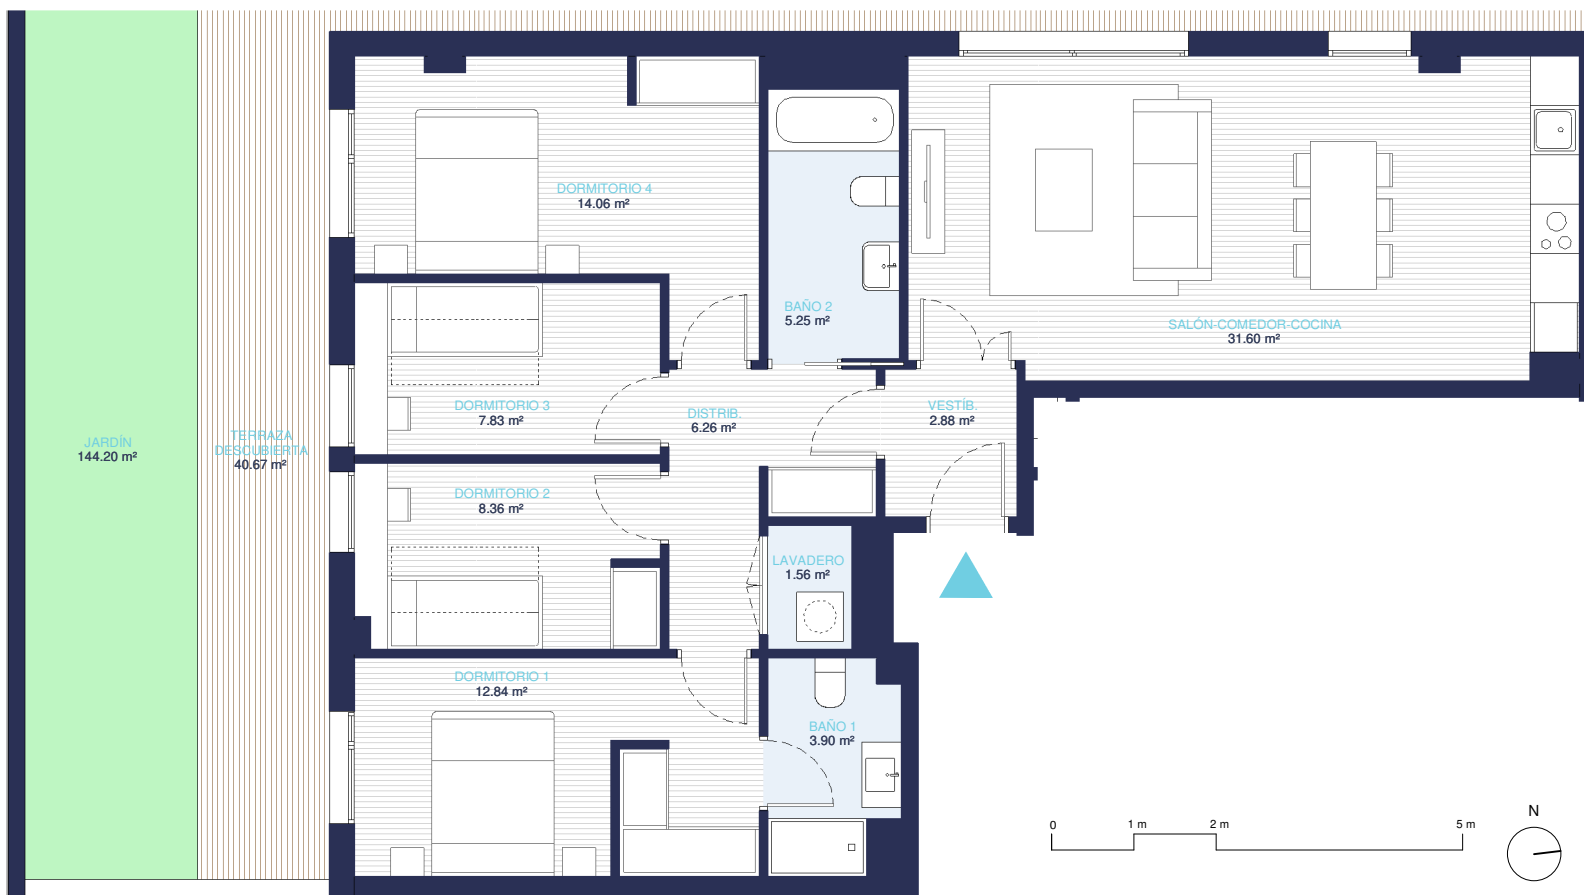 DORMITORIO 4
14.06 m²
BAÑO 2
5.25 m²
SALÓN-COMEDOR-COCINA
31.60 m²
DORMITORIO 3
7.83 m²
DISTRIB.
6.26 m²
VESTÍB.
2.88 m²
JARDÍN
144.20 m²
TERRAZA
DESCUBIERTA
40.67 m²
DORMITORIO 2
8.36 m²
LAVADERO
1.56 m²
DORMITORIO 1
12.84 m²
BAÑO 1
3.90 m²
0 1 m 2 m 5 m
N